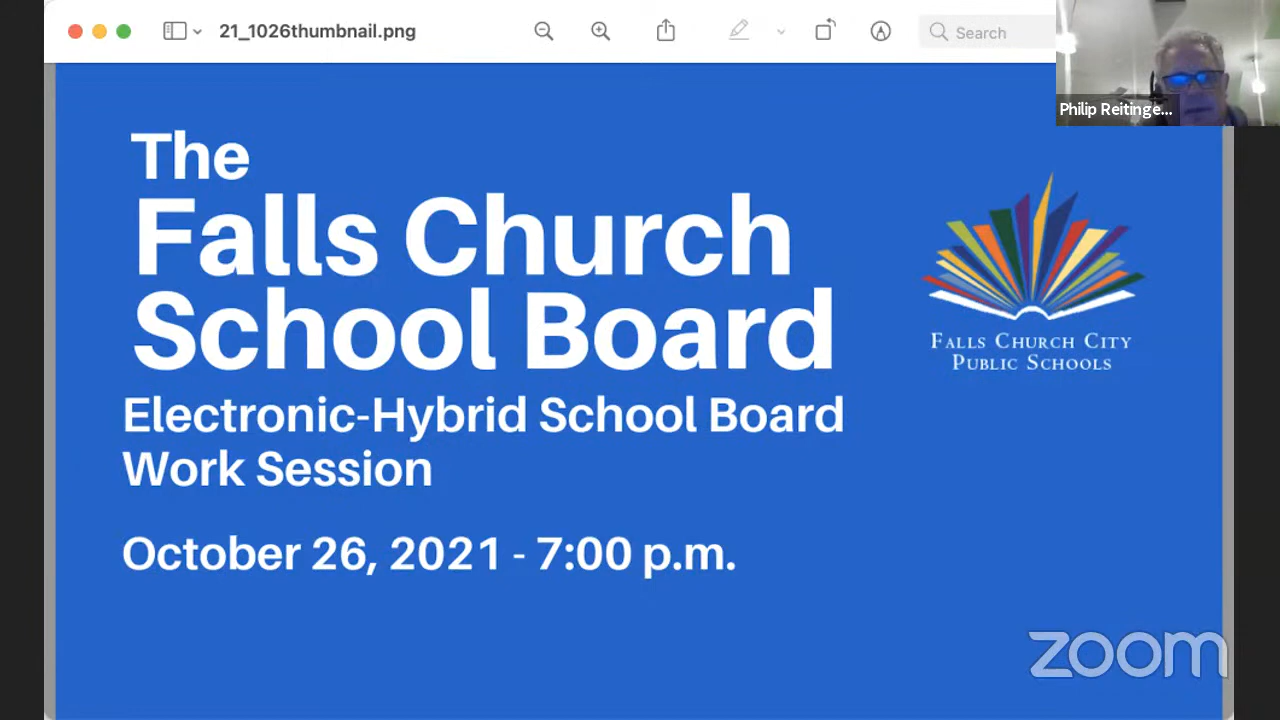 21_1026thumbnail.png
Search
Philip Reitinge...
The
Falls Church
School Board
Electronic-Hybrid School Board
Work Session
October 26, 2021 - 7:00 p.m.
FALLS CHURCH CITY
PUBLIC SCHOOLS
zoom